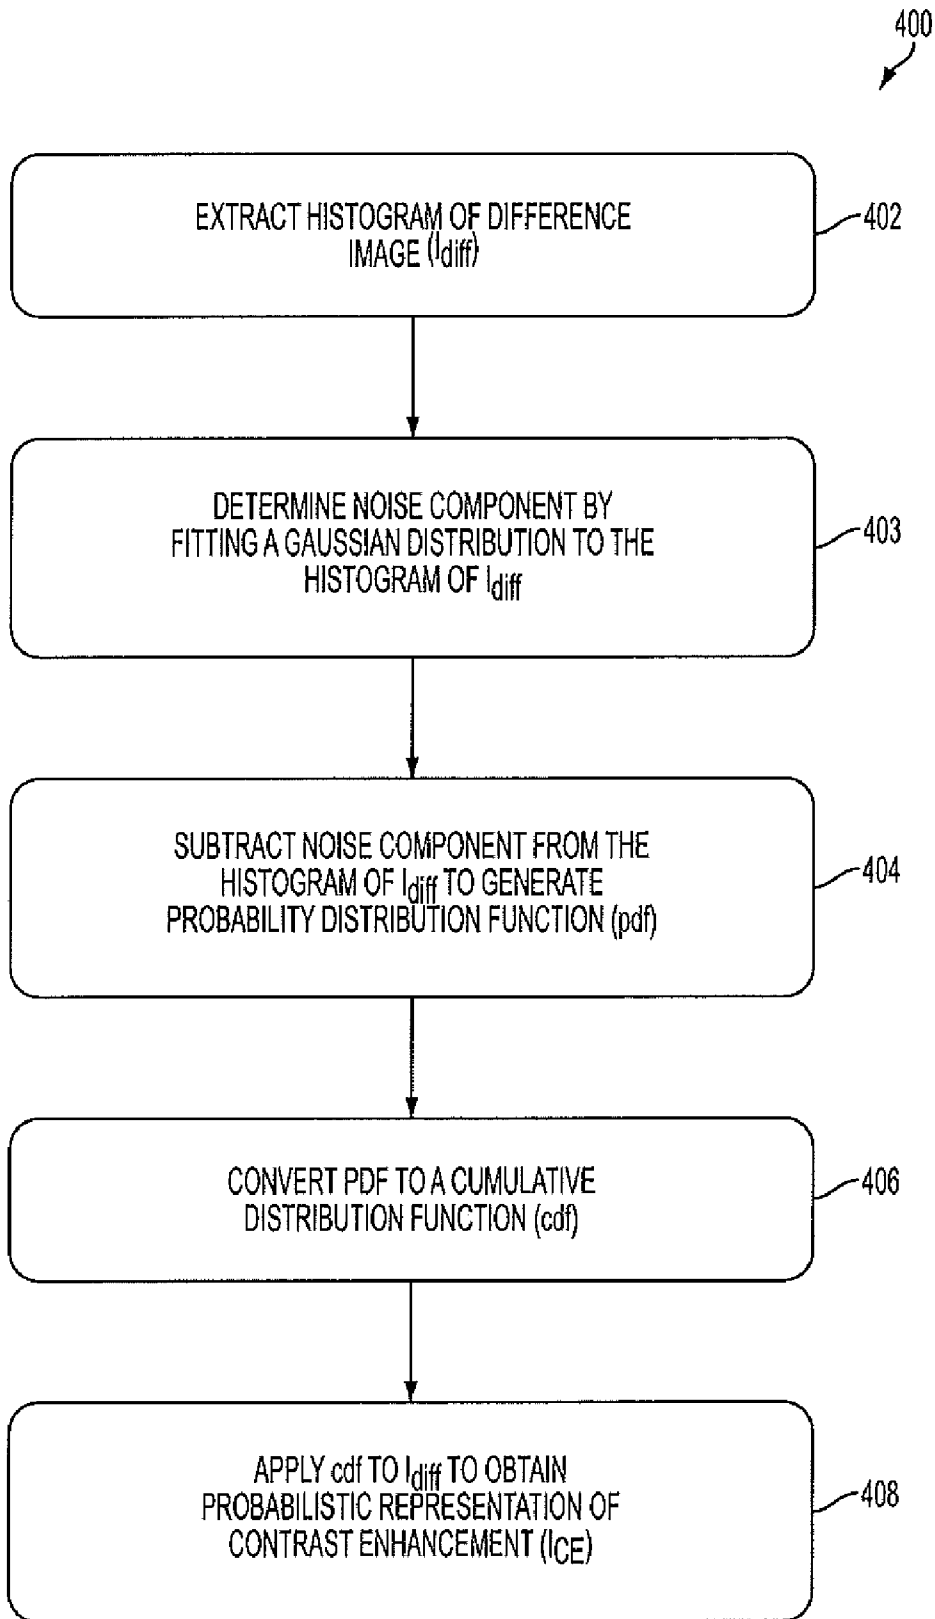 400
EXTRACT HISTOGRAM OF DIFFERENCE
IMAGE (Idiff)
402
DETERMINE NOISE COMPONENT BY
FITTING A GAUSSIAN DISTRIBUTION TO THE
HISTOGRAM OF Idiff
403
SUBTRACT NOISE COMPONENT FROM THE
HISTOGRAM OF Idiff TO GENERATE
PROBABILITY DISTRIBUTION FUNCTION (pdf)
404
CONVERT PDF TO A CUMULATIVE
DISTRIBUTION FUNCTION (cdf)
406
APPLY cdf TO Idiff TO OBTAIN
PROBABILISTIC REPRESENTATION OF
CONTRAST ENHANCEMENT (ICE)
408